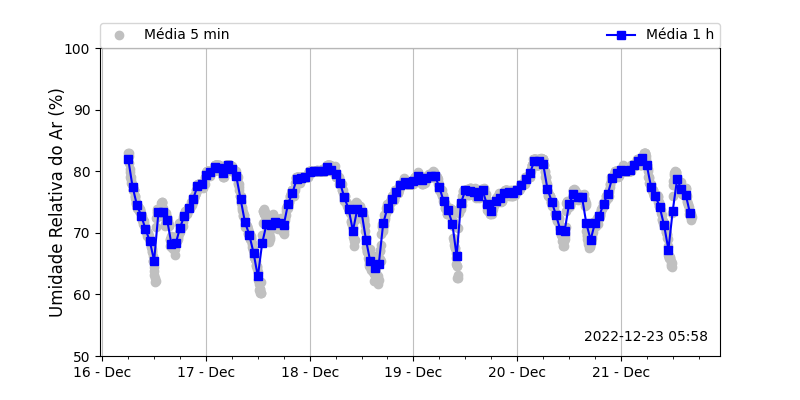 Média 5 min
Média 1 h
Umidade Relativa do Ar (%)
100
90
80
70
60
50
2022-12-23 05:58
16 - Dec
17 - Dec
18 - Dec
19 - Dec
20 - Dec
21 - Dec